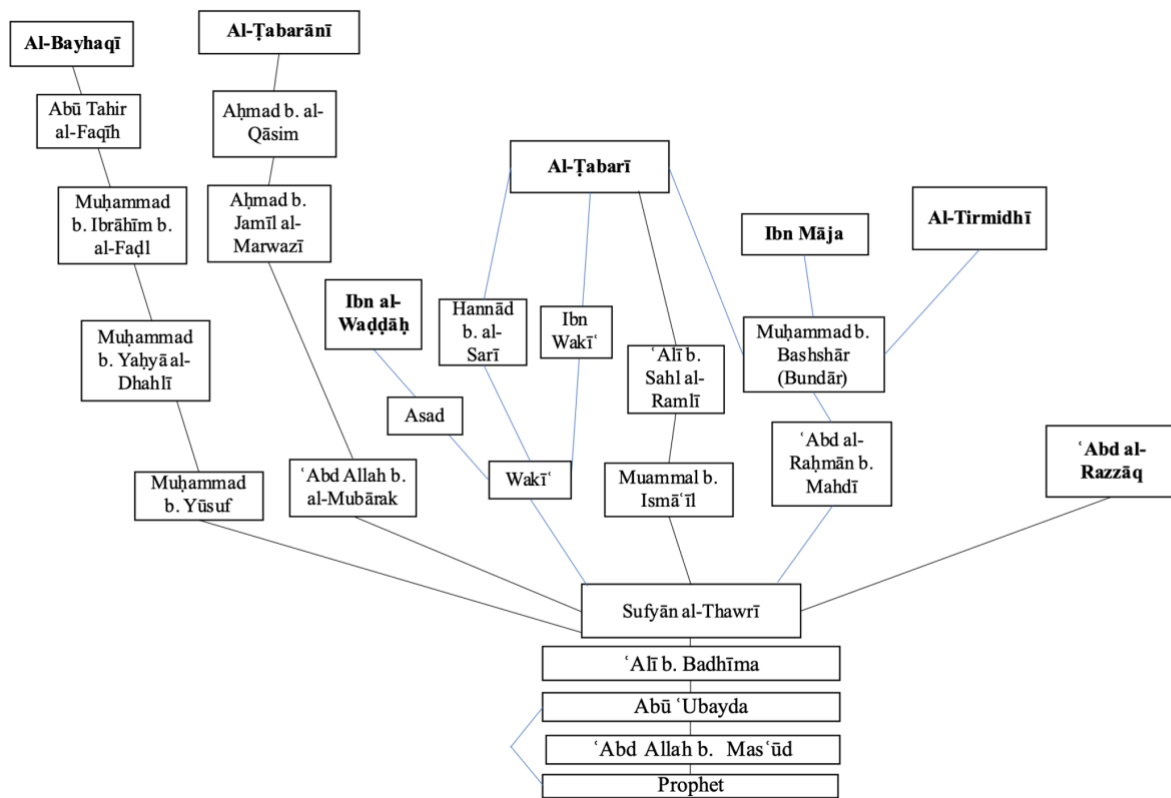 Al-Bayhaqī
Al-Ṭabarānī
Abū Tahir
al-Faqīh
Aḥmad b. al-
Qāsim
Al-Ṭabarī
Muḥammad
b. Ibrāhīm b.
al-Faḍl
Aḥmad b.
Jamīl al-
Marwazī
Ibn Māja
Al-Tirmidhī
Ibn al-
Waḍḍāḥ
Hannād
b. al-
Sarī
Ibn
Wakīʿ
Muḥammad
b. Yaḥyā al-
Dhahlī
ʿAlī b.
Sahl al-
Ramlī
Muḥammad b.
Bashshār
(Bundār)
Asad
Muḥammad
b. Yūsuf
ʿAbd Allah b.
al-Mubārak
Wakīʿ
Muammal b.
Ismāʿīl
ʿAbd al-
Raḥmān b.
Mahdī
ʿAbd al-
Razzāq
Sufyān al-Thawrī
ʿAlī b. Badhīma
Abū ʿUbayda
ʿAbd Allah b. Masʿūd
Prophet